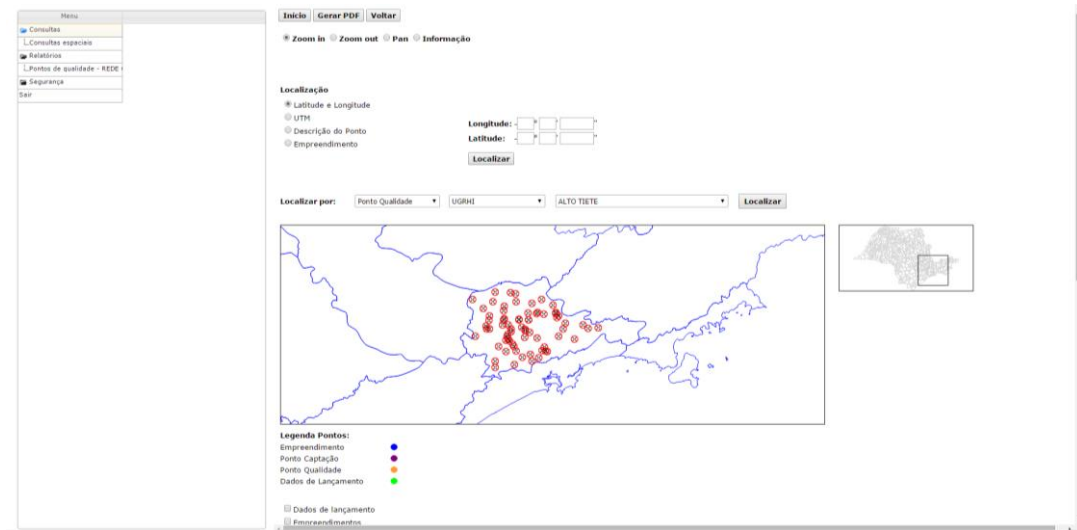 Menu
Consultas
Consultas espaciais
Relatórios
Pontos de qualidade - REDE
Segurança
Sair
Início Gerar PDF Voltar
Zoom in Zoom out Pan Informação
Localização
Latitude e Longitude
UTM
Descrição do Ponto
Empreendimento
Longitude: - ° ' "
Latitude: - ° ' "
Localizar
Localizar por: Ponto Qualidade UGRHI ALTO TIETE Localizar
Legenda Pontos:
Empreendimento
Ponto Captação
Ponto Qualidade
Dados de Lançamento
Dados de lançamento
Empreendimentos